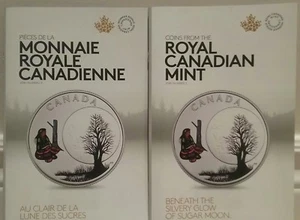 PIÈCES DE LA
MONNAIE
ROYALE
CANADIENNE
CANADA
AU CLAIR DE LA
LUNE DES SUCRES
COINS FROM THE
ROYAL
CANADIAN
MINT
CANADA
BENEATH THE
SILVERY GLOW
OF SUGAR MOON